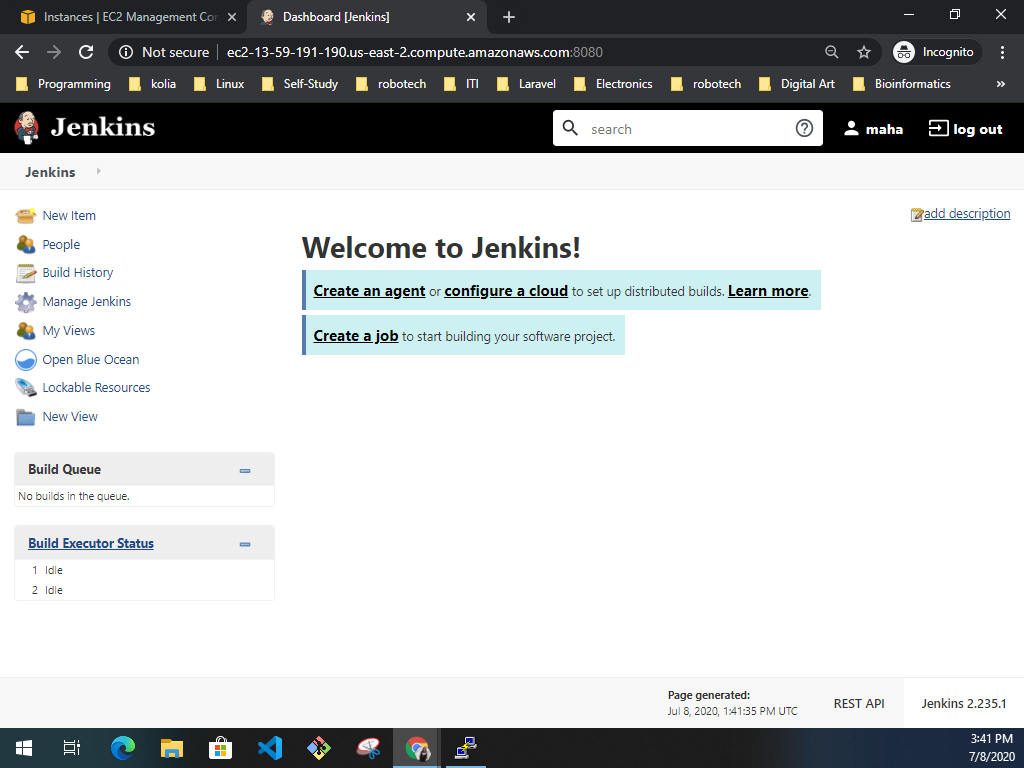 Instances | EC2 Management Con
Dashboard [Jenkins]
Not secure
ec2-13-59-191-190.us-east-2.compute.amazonaws.com:8080
Incognito
Programming
kolia
Linux
Self-Study
robotech
ITI
Laravel
Electronics
robotech
Digital Art
Bioinformatics
»
Jenkins
search
maha
log out
Jenkins
New Item
People
Build History
Manage Jenkins
My Views
Open Blue Ocean
Lockable Resources
New View
Build Queue
No builds in the queue.
Build Executor Status
1 Idle
2 Idle
add description
Welcome to Jenkins!
Create an agent or configure a cloud to set up distributed builds. Learn more.
Create a job to start building your software project.
Page generated:
Jul 8, 2020, 1:41:35 PM UTC
REST API
Jenkins 2.235.1
3:41 PM
7/8/2020